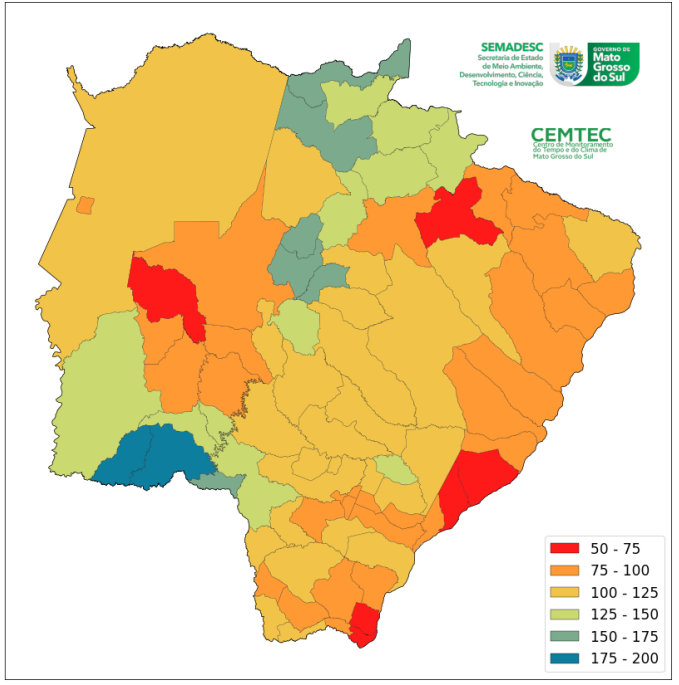 SEMADESC
Secretaria de Estado
de Meio Ambiente,
Desenvolvimento, Ciência,
Tecnologia e Inovação
GOVERNO DE
Mato
Grosso
do Sul
CEMTEC
Centro de Monitoramento
do Tempo e do Clima de
Mato Grosso do Sul
50 - 75
75 - 100
100 - 125
125 - 150
150 - 175
175 - 200